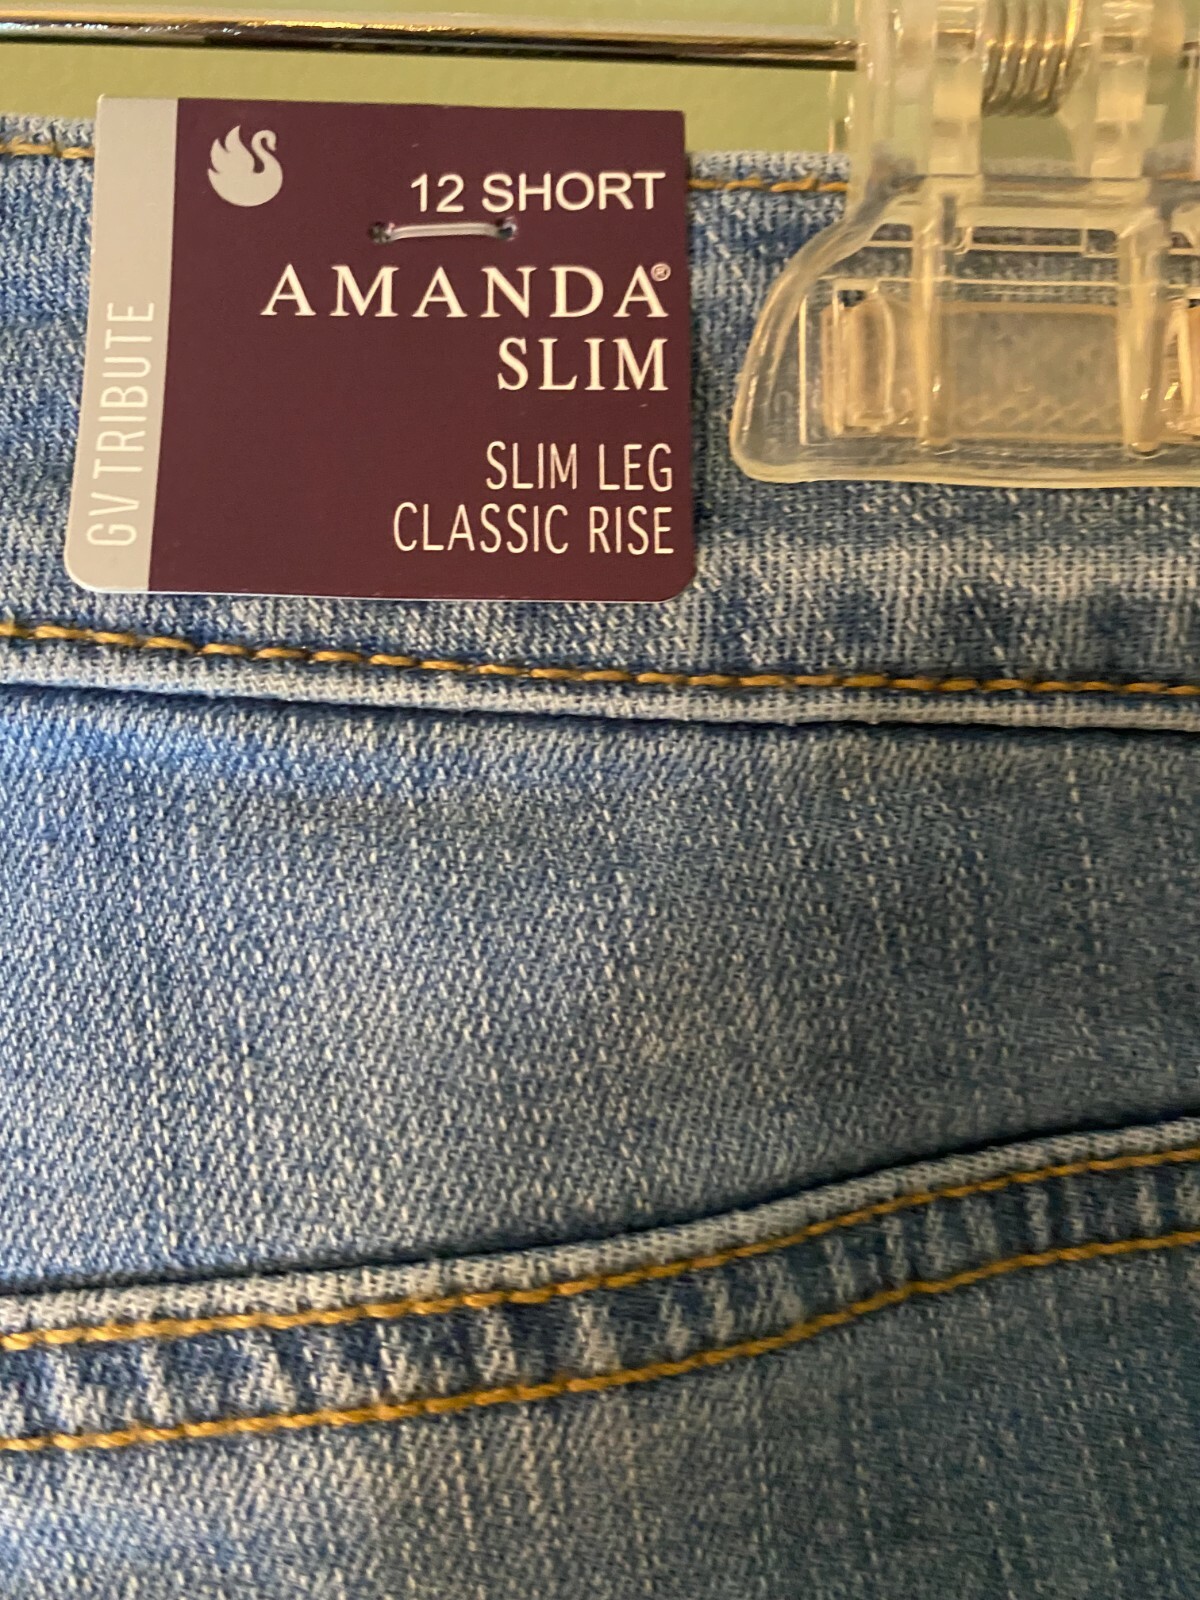 GV TRIBUTE
12 SHORT
AMANDA®
SLIM
SLIM LEG
CLASSIC RISE